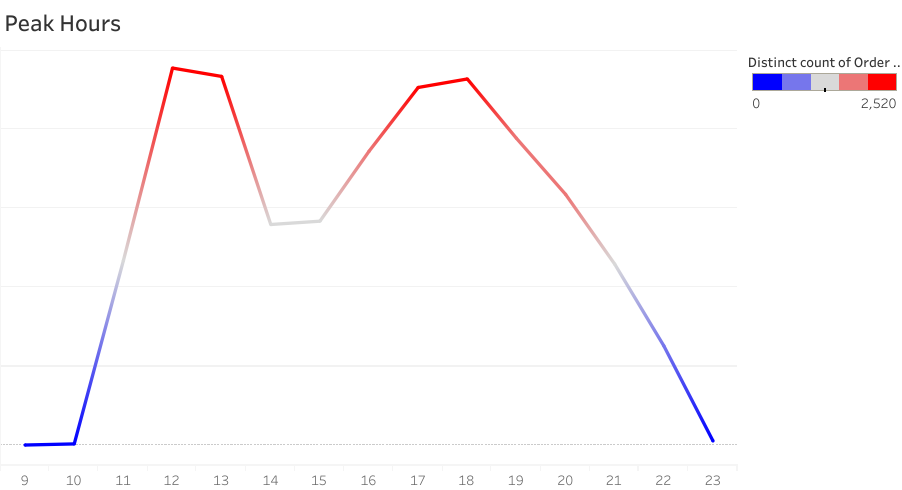 Peak Hours
Distinct count of Order ..
0 2,520
9 10 11 12 13 14 15 16 17 18 19 20 21 22 23